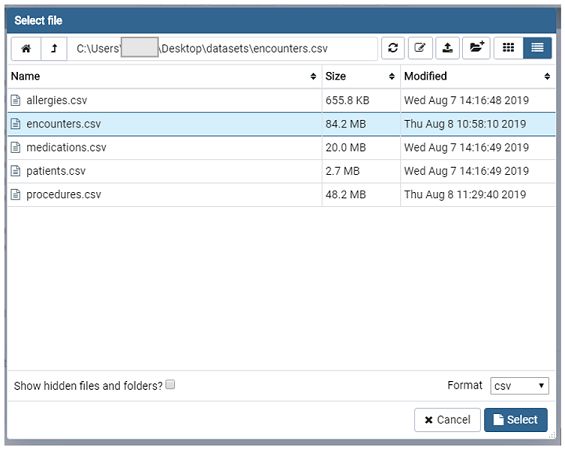 Select file
C:\Users\ \Desktop\datasets\encounters.csv
Name Size Modified
allergies.csv 655.8 KB Wed Aug 7 14:16:48 2019
encounters.csv 84.2 MB Thu Aug 8 10:58:10 2019
medications.csv 20.0 MB Wed Aug 7 14:16:49 2019
patients.csv 2.7 MB Wed Aug 7 14:16:49 2019
procedures.csv 48.2 MB Thu Aug 8 11:29:40 2019
Show hidden files and folders? Format csv
Cancel Select